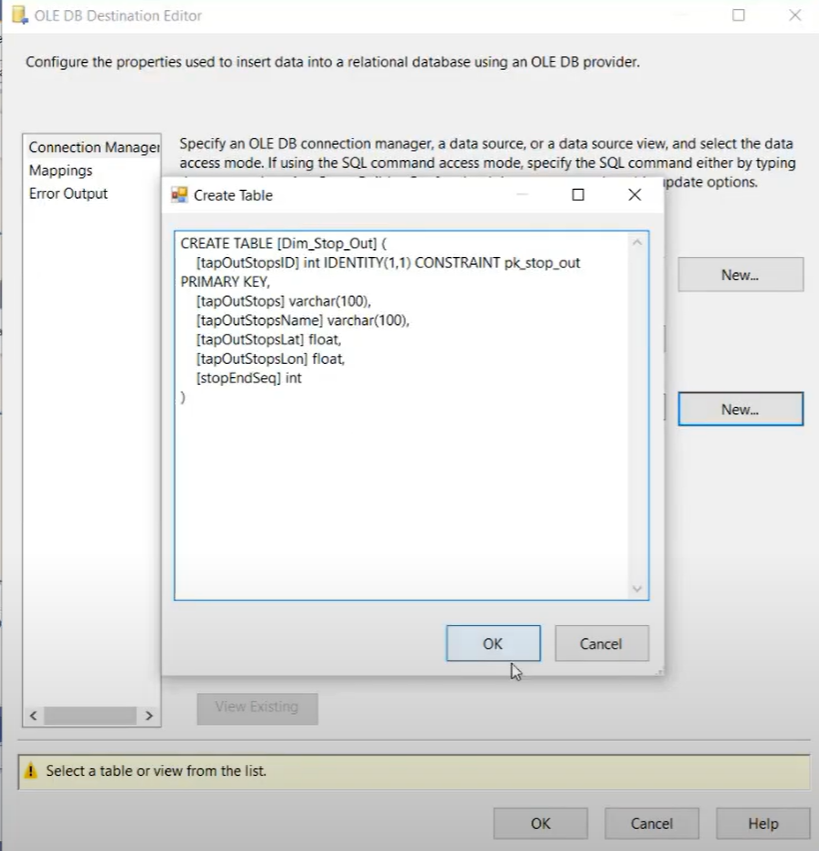 OLE DB Destination Editor
Configure the properties used to insert data into a relational database using an OLE DB provider.
Connection Manager
Mappings
Error Output
Specify an OLE DB connection manager, a data source, or a data source view, and select the data
access mode. If using the SQL command access mode, specify the SQL command either by typing
update options.
Create Table
CREATE TABLE [Dim_Stop_Out] (
[tapOutStopsID] int IDENTITY(1,1) CONSTRAINT pk_stop_out
PRIMARY KEY,
[tapOutStops] varchar(100),
[tapOutStopsName] varchar(100),
[tapOutStopsLat] float,
[tapOutStopsLon] float,
[stopEndSeq] int
)
New...
New...
OK
Cancel
View Existing
Select a table or view from the list.
OK
Cancel
Help